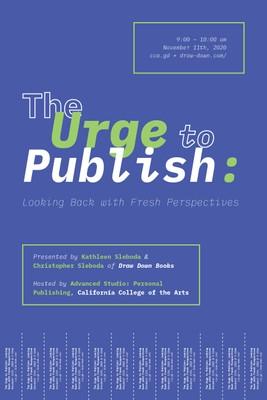 9:00 – 10:00 am
November 11th, 2020
cca.gd + draw-down.com/
The
Urge to
Publish:
Looking Back with Fresh Perspectives
Presented by Kathleen Sleboda &
Christopher Sleboda of Draw Down Books
Hosted by Advanced Studio: Personal
Publishing, California College of the Arts